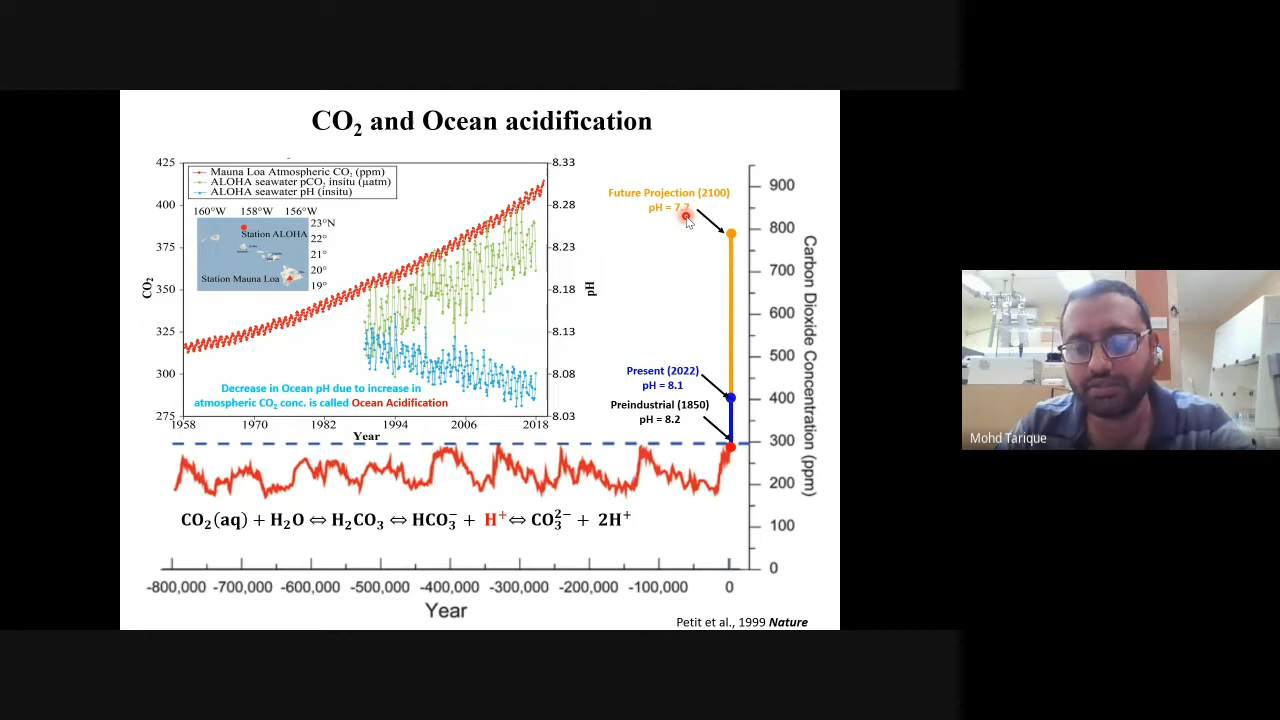 CO₂ and Ocean acidification
425
400
375
350
325
300
275
CO₂
Mauna Loa Atmospheric CO₂ (ppm)
ALOHA seawater pCO₂ insitu (µatm)
ALOHA seawater pH (insitu)
160°W 158°W 156°W
23°N
22°
21°
20°
19°
Station ALOHA
Station Mauna Loa
8.33
8.28
8.23
8.18
8.13
8.08
8.03
pH
Decrease in Ocean pH due to increase in
atmospheric CO₂ conc. is called Ocean Acidification
1958 1970 1982 1994 2006 2018
Year
Future Projection (2100)
pH = 7.7
Present (2022)
pH = 8.1
Preindustrial (1850)
pH = 8.2
900
800
700
600
500
400
300
200
100
0
Carbon Dioxide Concentration (ppm)
CO₂(aq) + H₂O ⇔ H₂CO₃ ⇔ HCO₃⁻ + H⁺ ⇔ CO₃²⁻ + 2H⁺
-800,000 -700,000 -600,000 -500,000 -400,000 -300,000 -200,000 -100,000 0
Year
Petit et al., 1999 Nature
Mohd Tarique